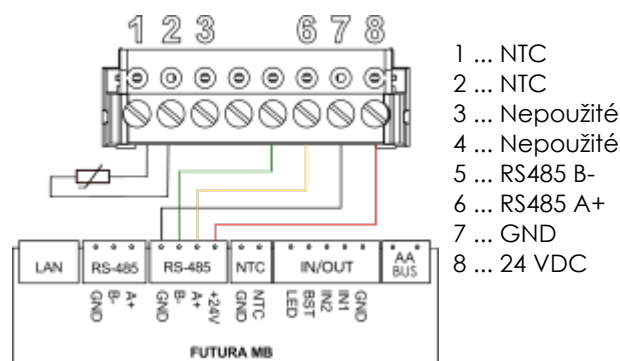 1 2 3 6 7 8
1 ... NTC
2 ... NTC
3 ... Nepoužité
4 ... Nepoužité
5 ... RS485 B-
6 ... RS485 A+
7 ... GND
8 ... 24 VDC
LAN RS-485 RS-485 NTC IN/OUT AA BUS
GND B- A+ GND B- A+ +24V GND NTC LED BST IN2 IN1 GND
FUTURA MB